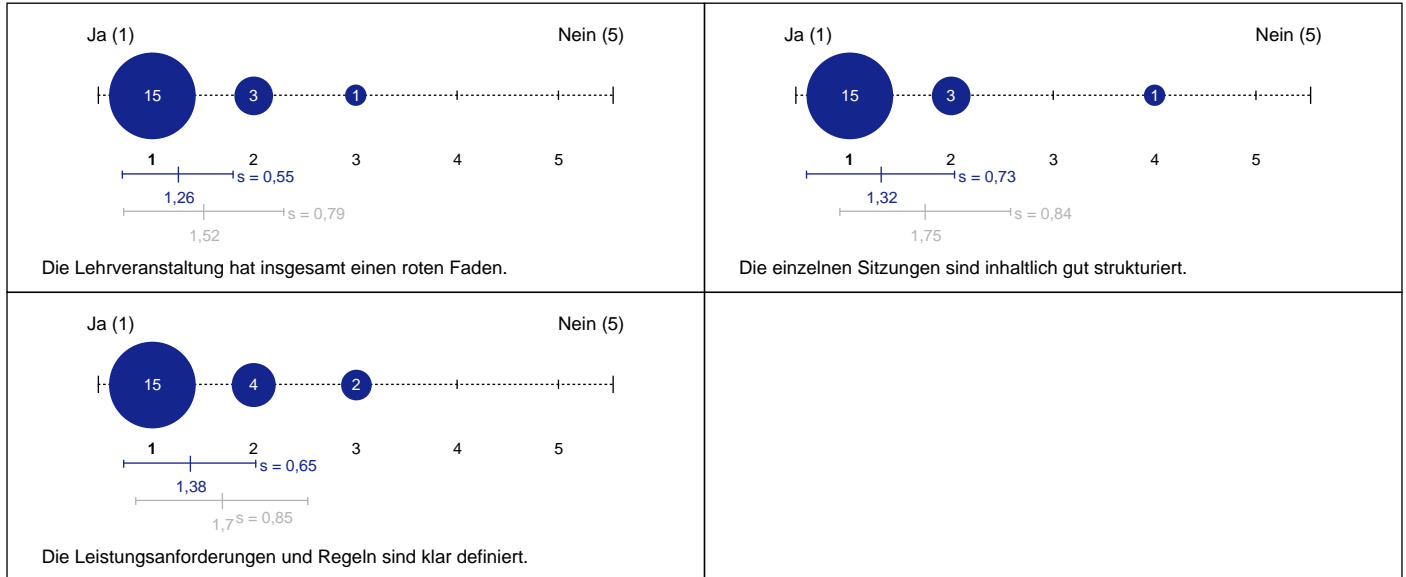 Ja (1) Nein (5)
15 3 1
1 2 3 4 5
s = 0,55
1,26
s = 0,79
1,52
Die Lehrveranstaltung hat insgesamt einen roten Faden.
Ja (1) Nein (5)
15 3 1
1 2 3 4 5
s = 0,73
1,32
s = 0,84
1,75
Die einzelnen Sitzungen sind inhaltlich gut strukturiert.
Ja (1) Nein (5)
15 4 2
1 2 3 4 5
s = 0,65
1,38
1,7 s = 0,85
Die Leistungsanforderungen und Regeln sind klar definiert.